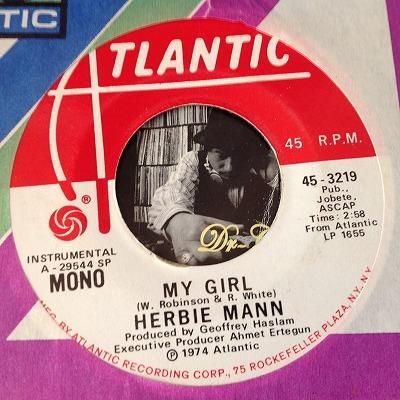 TIC
ATLANTIC
45 R.P.M.
45-3219
Pub.,
Jobete,
ASCAP
Time: 2:58
From Atlantic
LP 1655
®
INSTRUMENTAL
A - 29544 SP
MONO
MY GIRL
(W. Robinson & R. White)
HERBIE MANN
Produced by Geoffrey Haslam
Executive Producer Ahmet Ertegun
Ⓟ 1974 Atlantic
MFG. BY ATLANTIC RECORDING CORP., 75 ROCKEFELLER PLAZA, N.Y. N.Y.